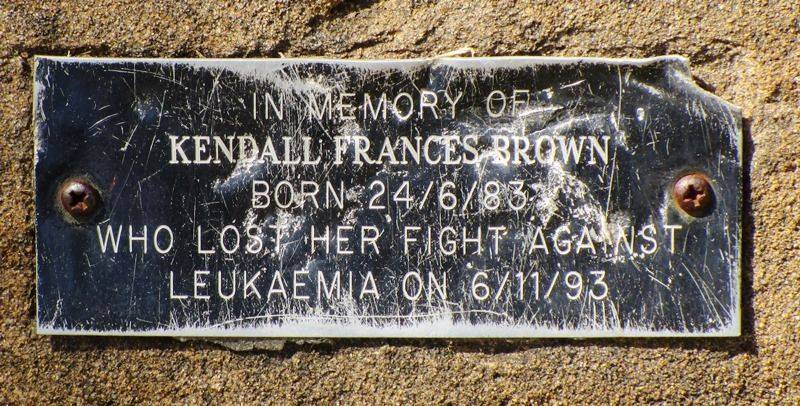 IN MEMORY OF
KENDALL FRANCES BROWN
BORN 24/6/83
WHO LOST HER FIGHT AGAINST
LEUKAEMIA ON 6/11/93